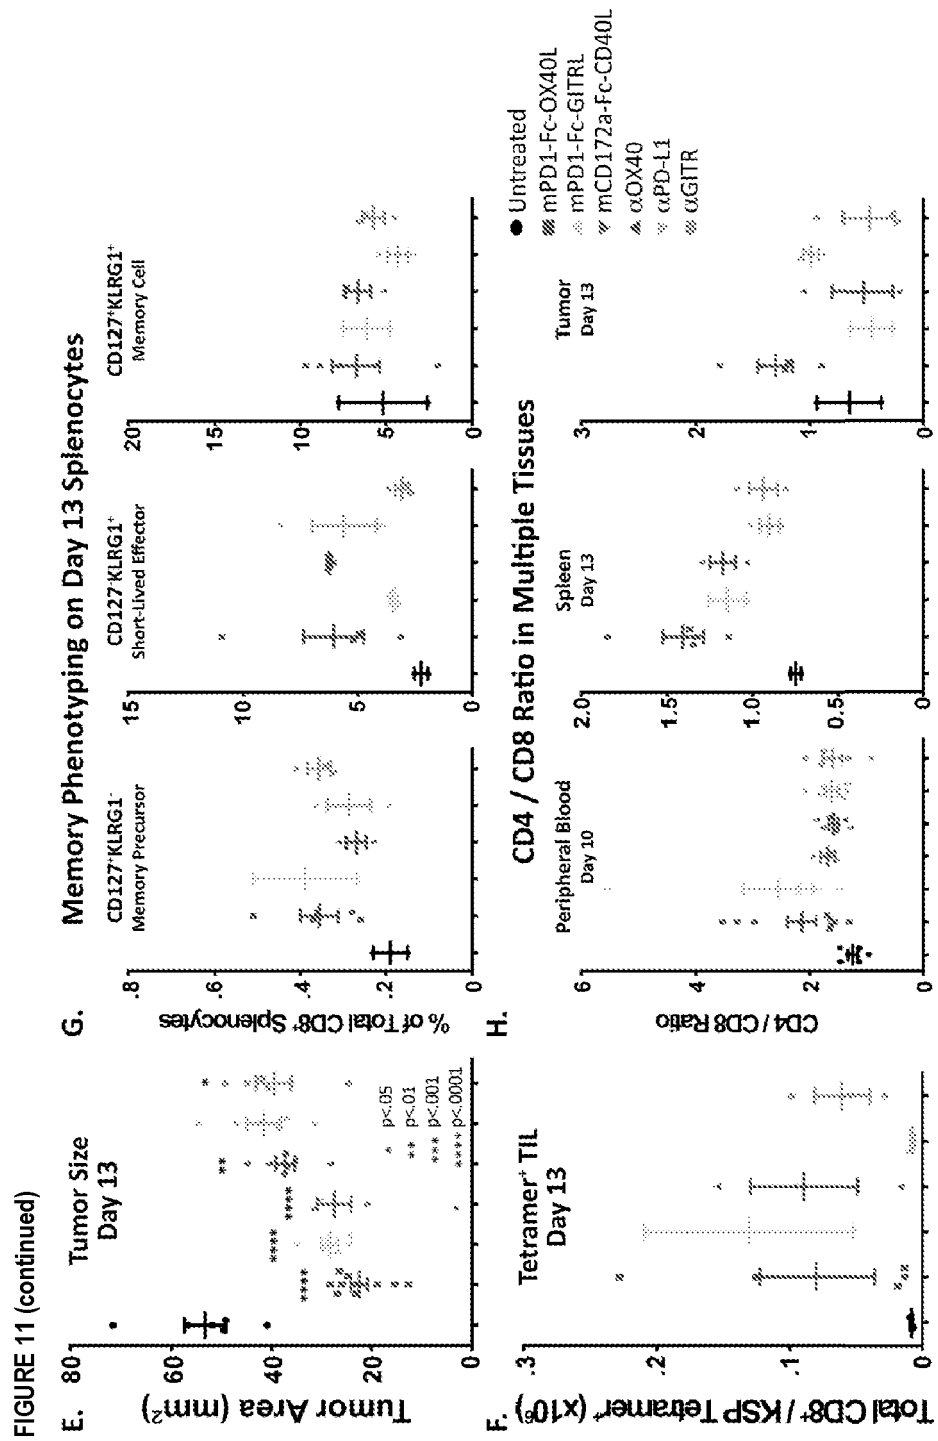 FIGURE 11 (continued)
E.
Tumor Size
Day 13
Tumor Area (mm²)
80
60
40
20
0
****
****
****
**
*
* p<.05
** p<.01
*** p<.001
**** p<.0001
F.
Tetramer⁺ TIL
Day 13
Total CD8⁺/ KSP Tetramer⁺ (x10⁶)
.3
.2
.1
0
G.
Memory Phenotyping on Day 13 Splenocytes
% of Total CD8⁺ Splenocytes
CD127⁺KLRG1⁻
Memory Precursor
.8
.6
.4
.2
0
CD127⁻KLRG1⁺
Short-Lived Effector
15
10
5
0
CD127⁺KLRG1⁺
Memory Cell
20
15
10
5
0
H.
CD4 / CD8 Ratio in Multiple Tissues
CD4 / CD8 Ratio
Peripheral Blood
Day 10
6
4
2
0
Spleen
Day 13
2.0
1.5
1.0
0.5
0
Tumor
Day 13
3
2
1
0
Untreated
mPD1-Fc-OX40L
mPD1-Fc-GITRL
mCD172a-Fc-CD40L
αOX40
αPD-L1
αGITR